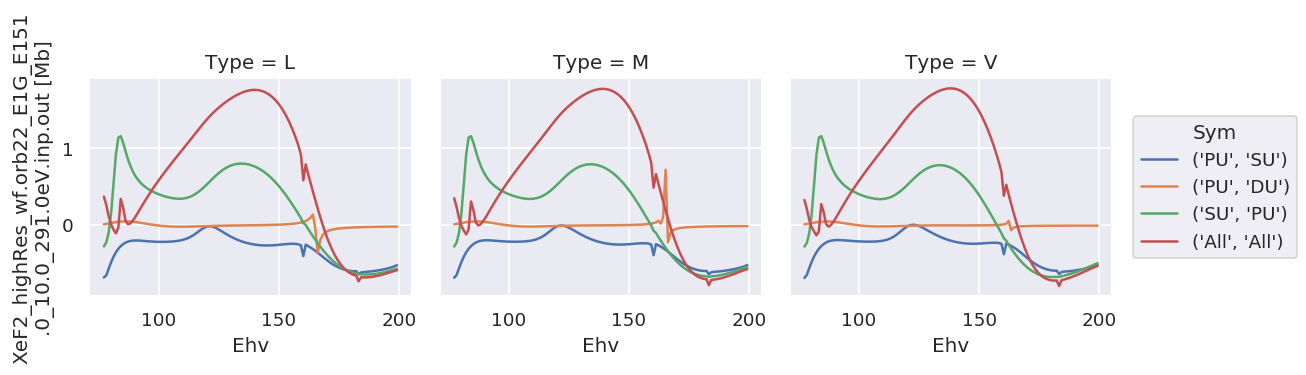 XeF2_highRes_wf.orb22_E1G_E151
.0_10.0_291.0eV.inp.out [Mb]
Type = L
Type = M
Type = V
1
0
100
150
200
100
150
200
100
150
200
Ehv
Ehv
Ehv
Sym
('PU', 'SU')
('PU', 'DU')
('SU', 'PU')
('All', 'All')